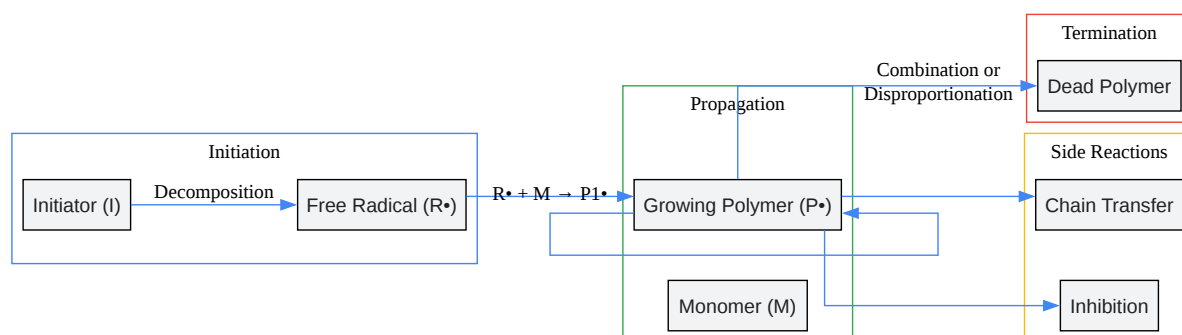 Initiation
Initiator (I)
Decomposition
Free Radical (R•)
R• + M → P1•
Propagation
Growing Polymer (P•)
Monomer (M)
Combination or
Disproportionation
Termination
Dead Polymer
Side Reactions
Chain Transfer
Inhibition